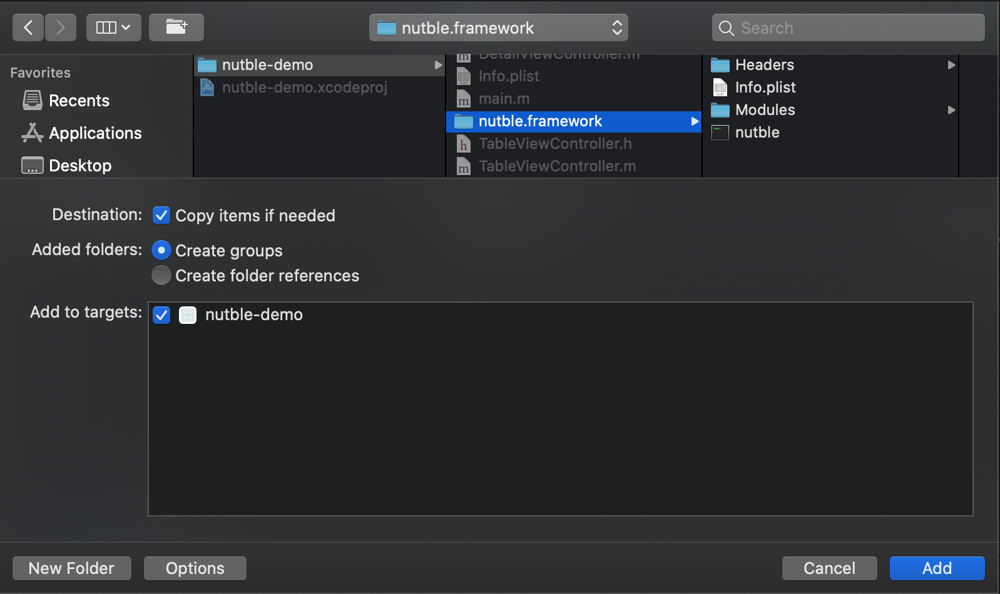 nutble.framework
Search
Favorites
Recents
Applications
Desktop
nutble-demo
nutble-demo.xcodeproj
DetailViewController.m
Info.plist
main.m
nutble.framework
TableViewController.h
TableViewController.m
Headers
Info.plist
Modules
nutble
Destination: Copy items if needed
Added folders: Create groups
Create folder references
Add to targets: nutble-demo
New Folder Options Cancel Add